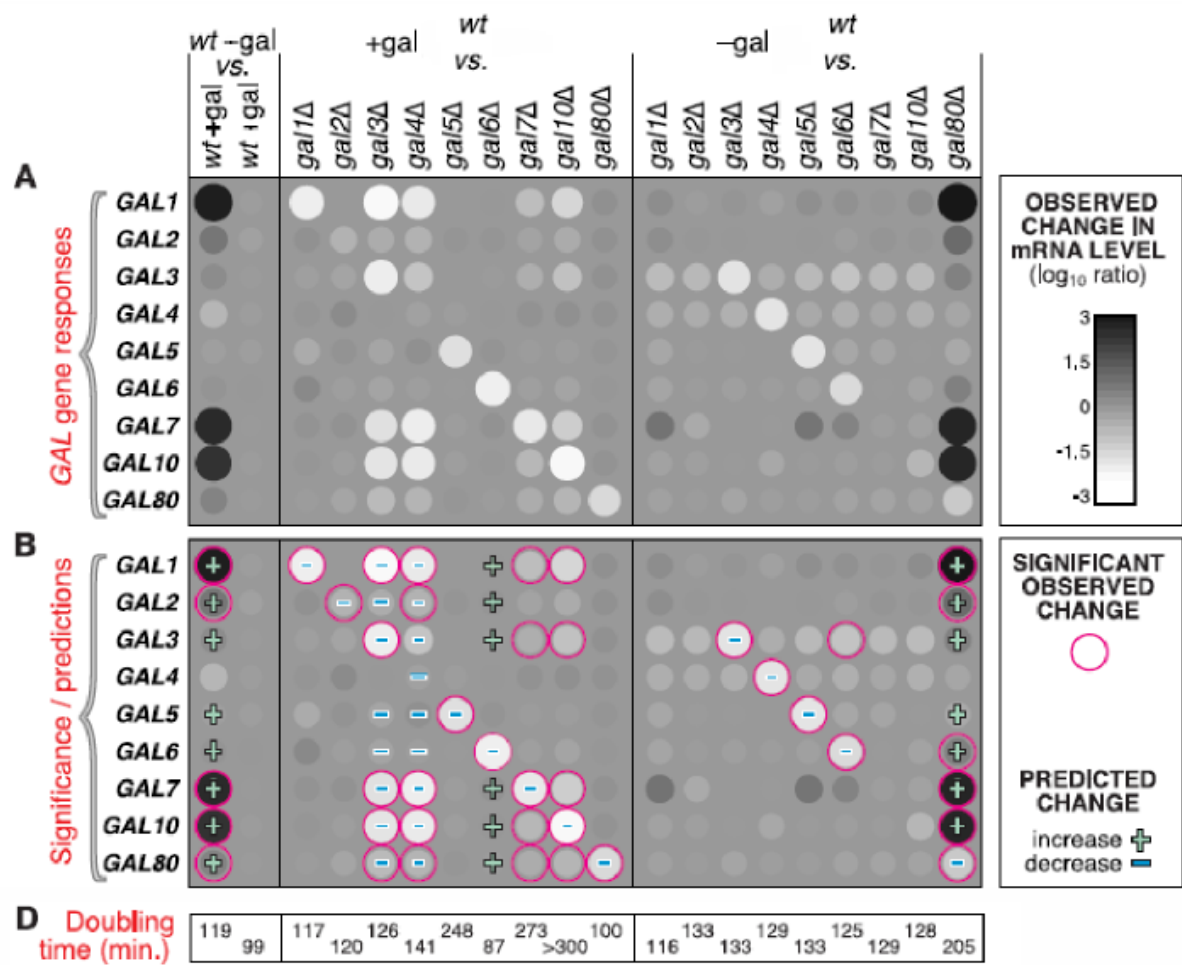 wt –gal +gal wt –gal wt
vs. vs. vs.
wt +gal wt +gal gal1Δ gal2Δ gal3Δ gal4Δ gal5Δ gal6Δ gal7Δ gal10Δ gal80Δ gal1Δ gal2Δ gal3Δ gal4Δ gal5Δ gal6Δ gal7Δ gal10Δ gal80Δ
A
GAL gene responses
GAL1
GAL2
GAL3
GAL4
GAL5
GAL6
GAL7
GAL10
GAL80
OBSERVED
CHANGE IN
mRNA LEVEL
(log10 ratio)
3
1.5
0
-1.5
-3
B
Significance / predictions
GAL1
GAL2
GAL3
GAL4
GAL5
GAL6
GAL7
GAL10
GAL80
SIGNIFICANT
OBSERVED
CHANGE
PREDICTED
CHANGE
increase +
decrease –
D Doubling
time (min.)
119 117 126 248 273 100 133 129 125 128
99 120 141 87 >300 116 133 133 129 205